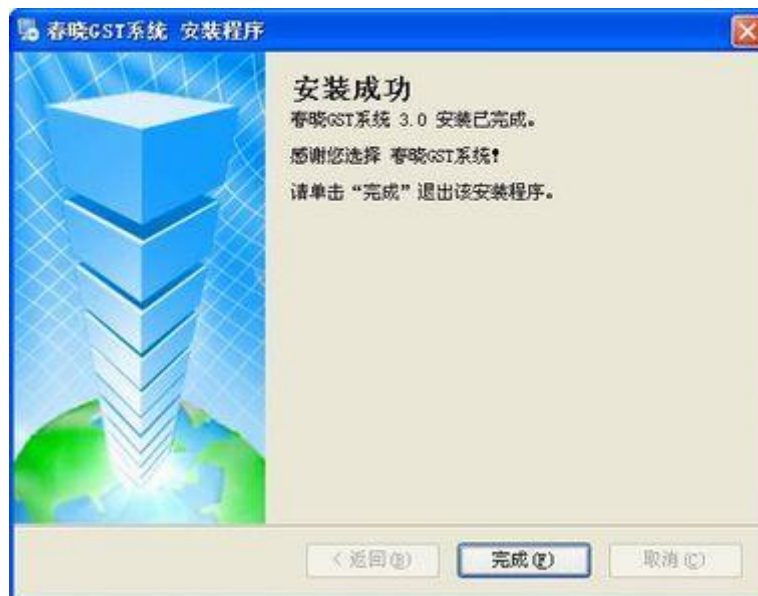 春晓GST系统 安装程序
安装成功
春晓GST系统 3.0 安装已完成。
感谢您选择 春晓GST系统!
请单击“完成”退出该安装程序。
< 返回(B)
完成(F)
取消(C)